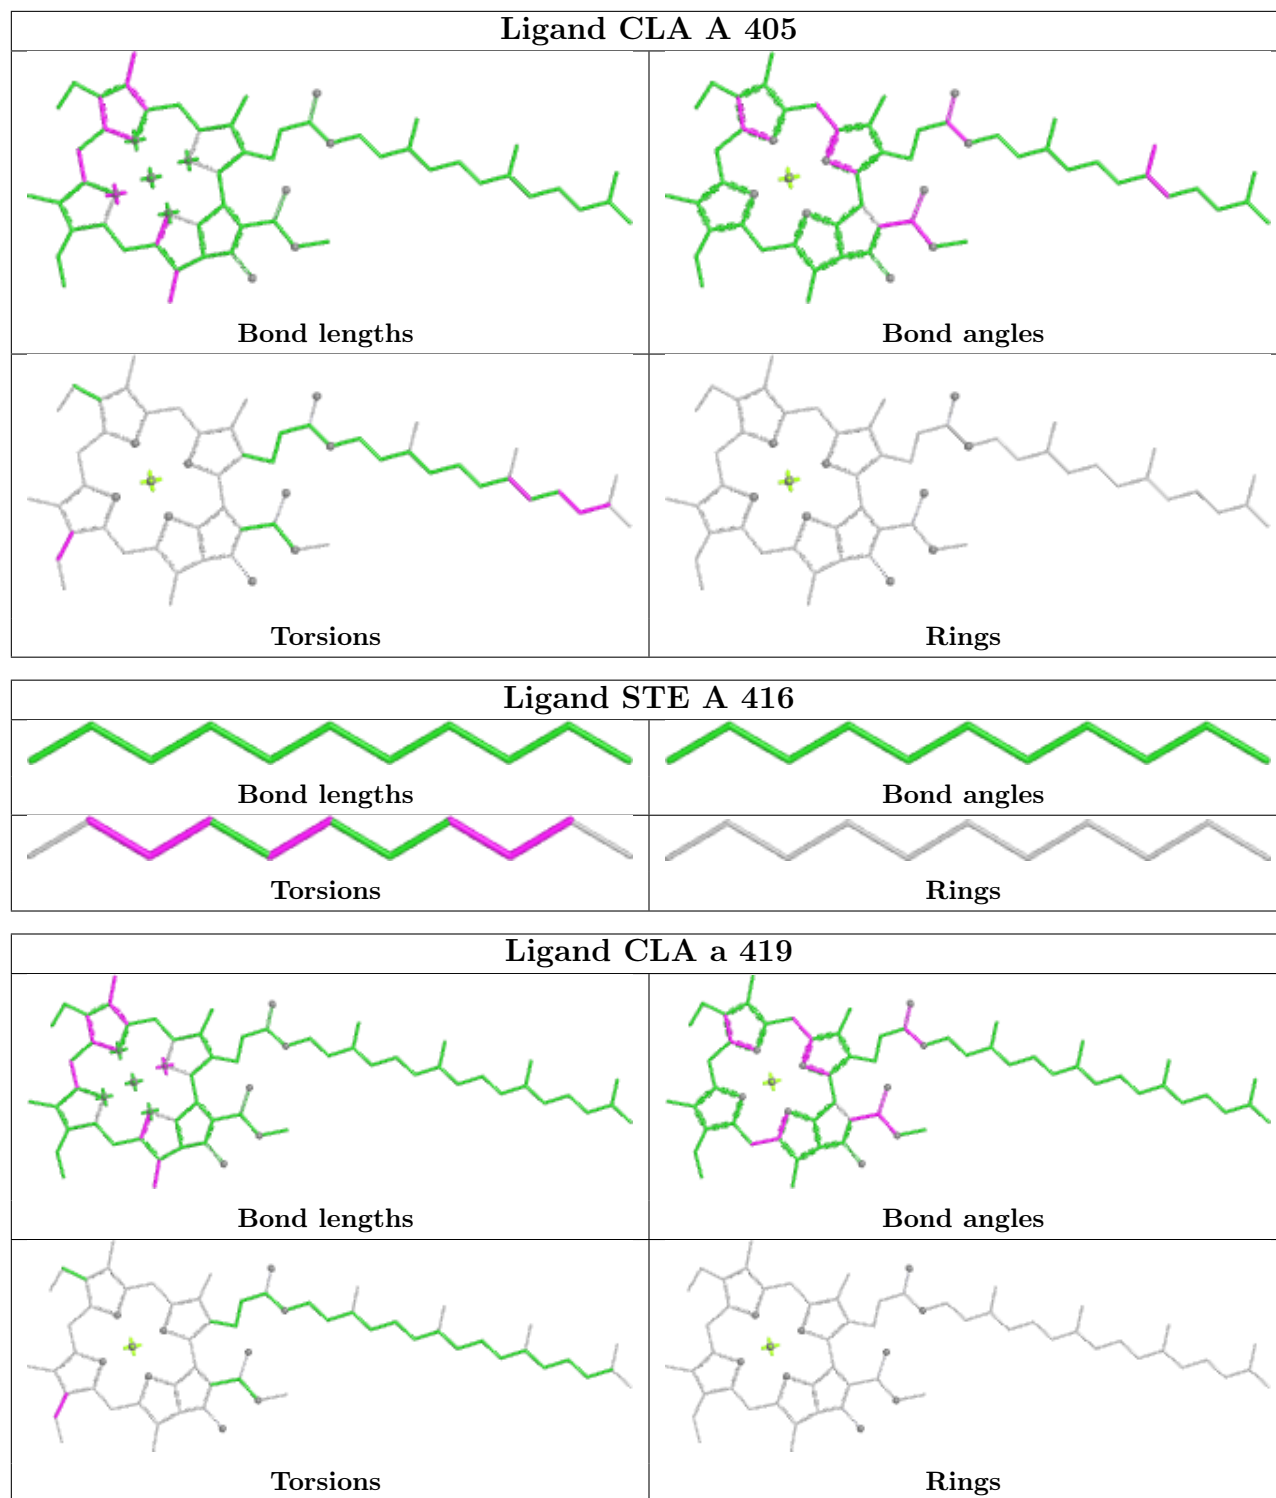 Ligand CLA A 405
Bond lengths
Bond angles
Torsions
Rings
Ligand STE A 416
Bond lengths
Bond angles
Torsions
Rings
Ligand CLA a 419
Bond lengths
Bond angles
Torsions
Rings